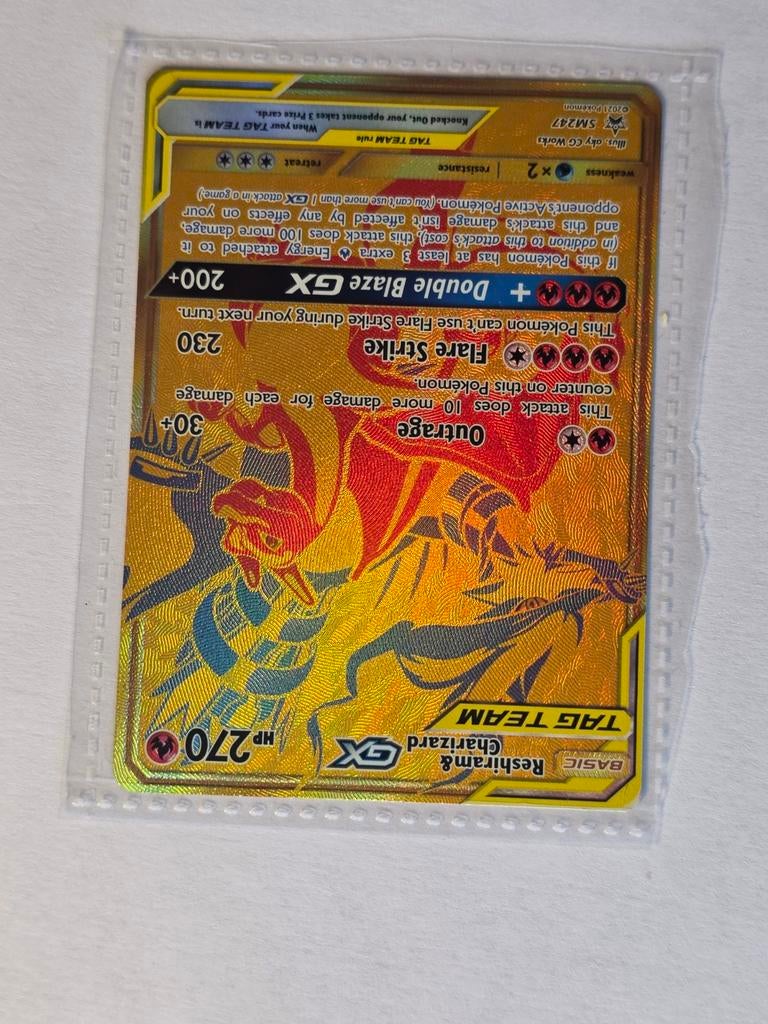 BASIC
Reshiram&
Charizard GX HP 270
TAG TEAM
Outrage 30+
This attack does 10 more damage for each damage
counter on this Pokémon.
Flare Strike 230
This Pokémon can't use Flare Strike during your next turn.
+ Double Blaze GX 200+
If this Pokémon has at least 3 extra Energy attached to it
(in addition to this attack's cost), this attack does 100 more damage,
and this attack's damage isn't affected by any effects on your
opponent's Active Pokémon. (You can't use more than 1 GX attack in a game.)
weakness ×2 resistance retreat
Illus. aky CG Works
SM247
©2021 Pokémon
TAG TEAM rule
When your TAG TEAM is
Knocked Out, your opponent takes 3 Prize cards.